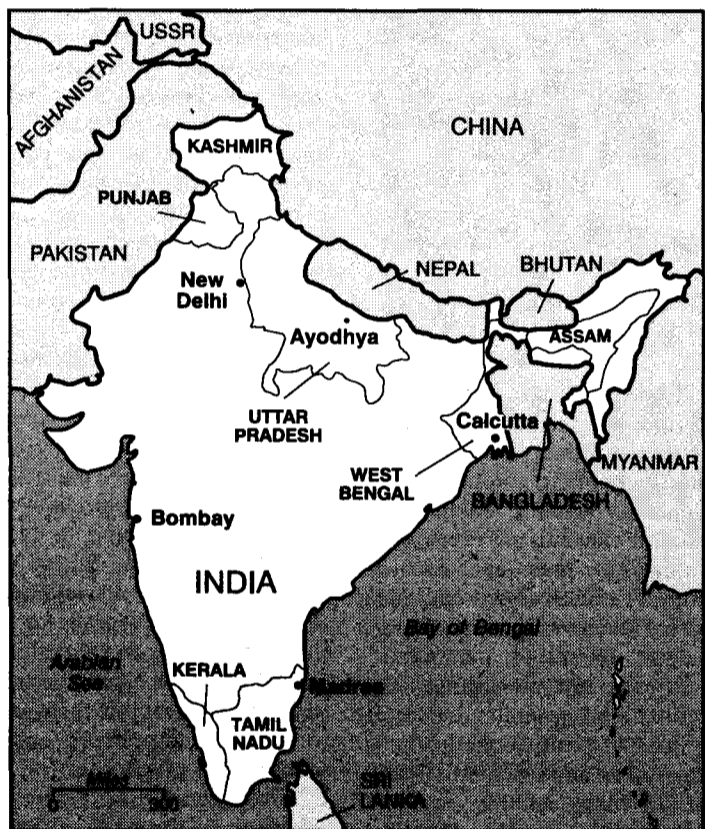 USSR
AFGHANISTAN
CHINA
KASHMIR
PUNJAB
PAKISTAN
NEPAL
BHUTAN
New
Delhi
Ayodhya
ASSAM
UTTAR
PRADESH
Calcutta
WEST
BENGAL
MYANMAR
BANGLADESH
Bombay
INDIA
Bay of Bengal
Arabian
Sea
KERALA
Madras
TAMIL
NADU
Miles
0 300
SRI
LANKA